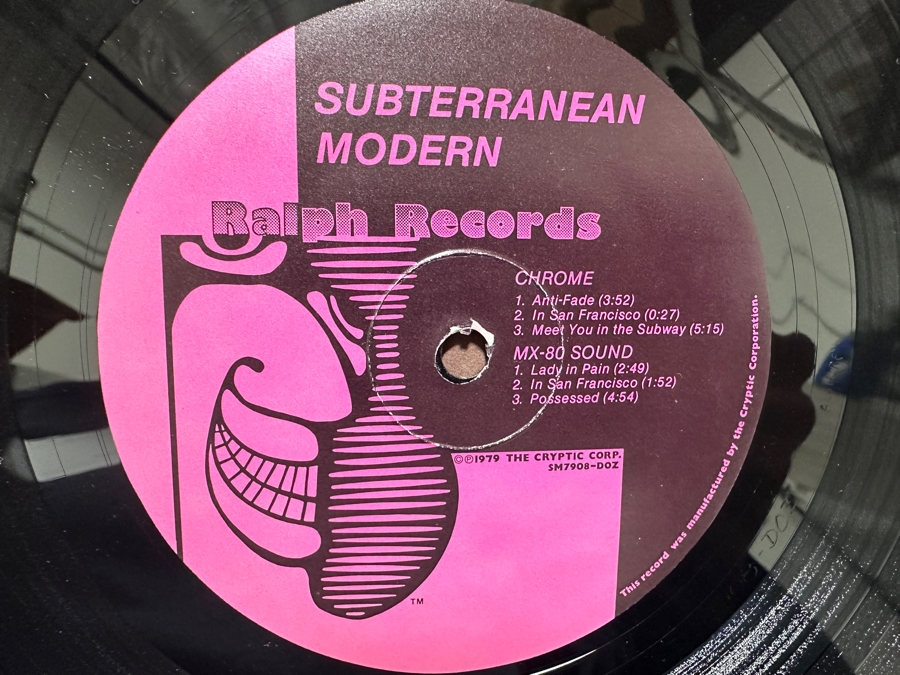 SUBTERRANEAN
MODERN
Ralph Records
CHROME
1. Anti-Fade (3:52)
2. In San Francisco (0:27)
3. Meet You in the Subway (5:15)
MX-80 SOUND
1. Lady in Pain (2:49)
2. In San Francisco (1:52)
3. Possessed (4:54)
©℗1979 THE CRYPTIC CORP.
SM7908-DOZ
TM
This record was manufactured by the Cryptic Corporation.